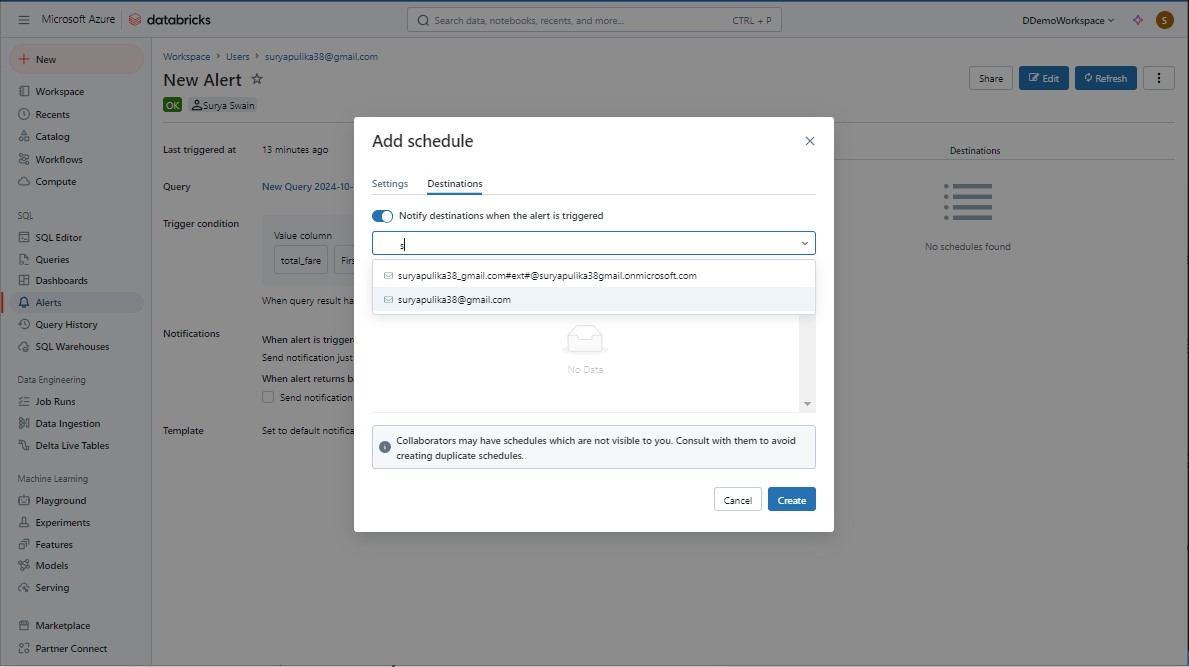 Microsoft Azure databricks Search data, notebooks, recents, and more... CTRL + P DDemoWorkspace S
New
Workspace
Recents
Catalog
Workflows
Compute
SQL
SQL Editor
Queries
Dashboards
Alerts
Query History
SQL Warehouses
Data Engineering
Job Runs
Data Ingestion
Delta Live Tables
Machine Learning
Playground
Experiments
Features
Models
Serving
Marketplace
Partner Connect
Workspace > Users > suryapulika38@gmail.com
New Alert
Share Edit Refresh
OK Surya Swain
Last triggered at 13 minutes ago
Query New Query 2024-10-
Trigger condition
Value column
total_fare Firs
When query result ha
Notifications
When alert is trigger
Send notification just
When alert returns b
Send notification
Template Set to default notifica
Destinations
No schedules found
Add schedule
Settings Destinations
Notify destinations when the alert is triggered
s
suryapulika38_gmail.com#ext#@suryapulika38gmail.onmicrosoft.com
suryapulika38@gmail.com
No Data
Collaborators may have schedules which are not visible to you. Consult with them to avoid
creating duplicate schedules.
Cancel Create